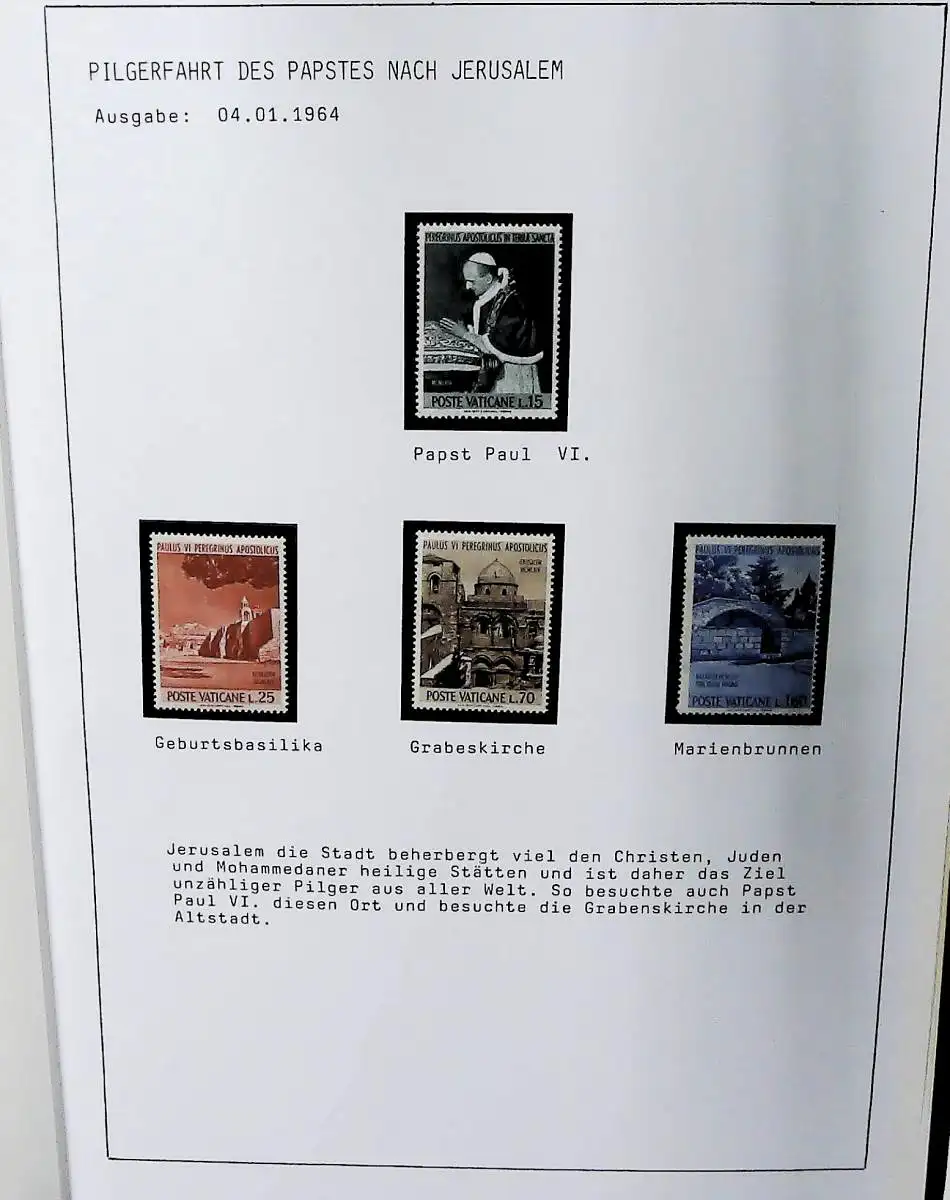 PILGERFAHRT DES PAPSTES NACH JERUSALEM
Ausgabe: 04.01.1964
PEREGRINUS APOSTOLICUS IN TERRA SANCTA
POSTE VATICANE L.15
Papst Paul VI.
PAULUS VI PEREGRINUS APOSTOLICUS
POSTE VATICANE L.25
Geburtsbasilika
PAULUS VI PEREGRINUS APOSTOLICUS
POSTE VATICANE L.70
Grabeskirche
PAULUS VI PEREGRINUS APOSTOLICUS
POSTE VATICANE L.160
Marienbrunnen
Jerusalem die Stadt beherbergt viel den Christen, Juden
und Mohammedaner heilige Stätten und ist daher das Ziel
unzähliger Pilger aus aller Welt. So besuchte auch Papst
Paul VI. diesen Ort und besuchte die Grabenskirche in der
Altstadt.